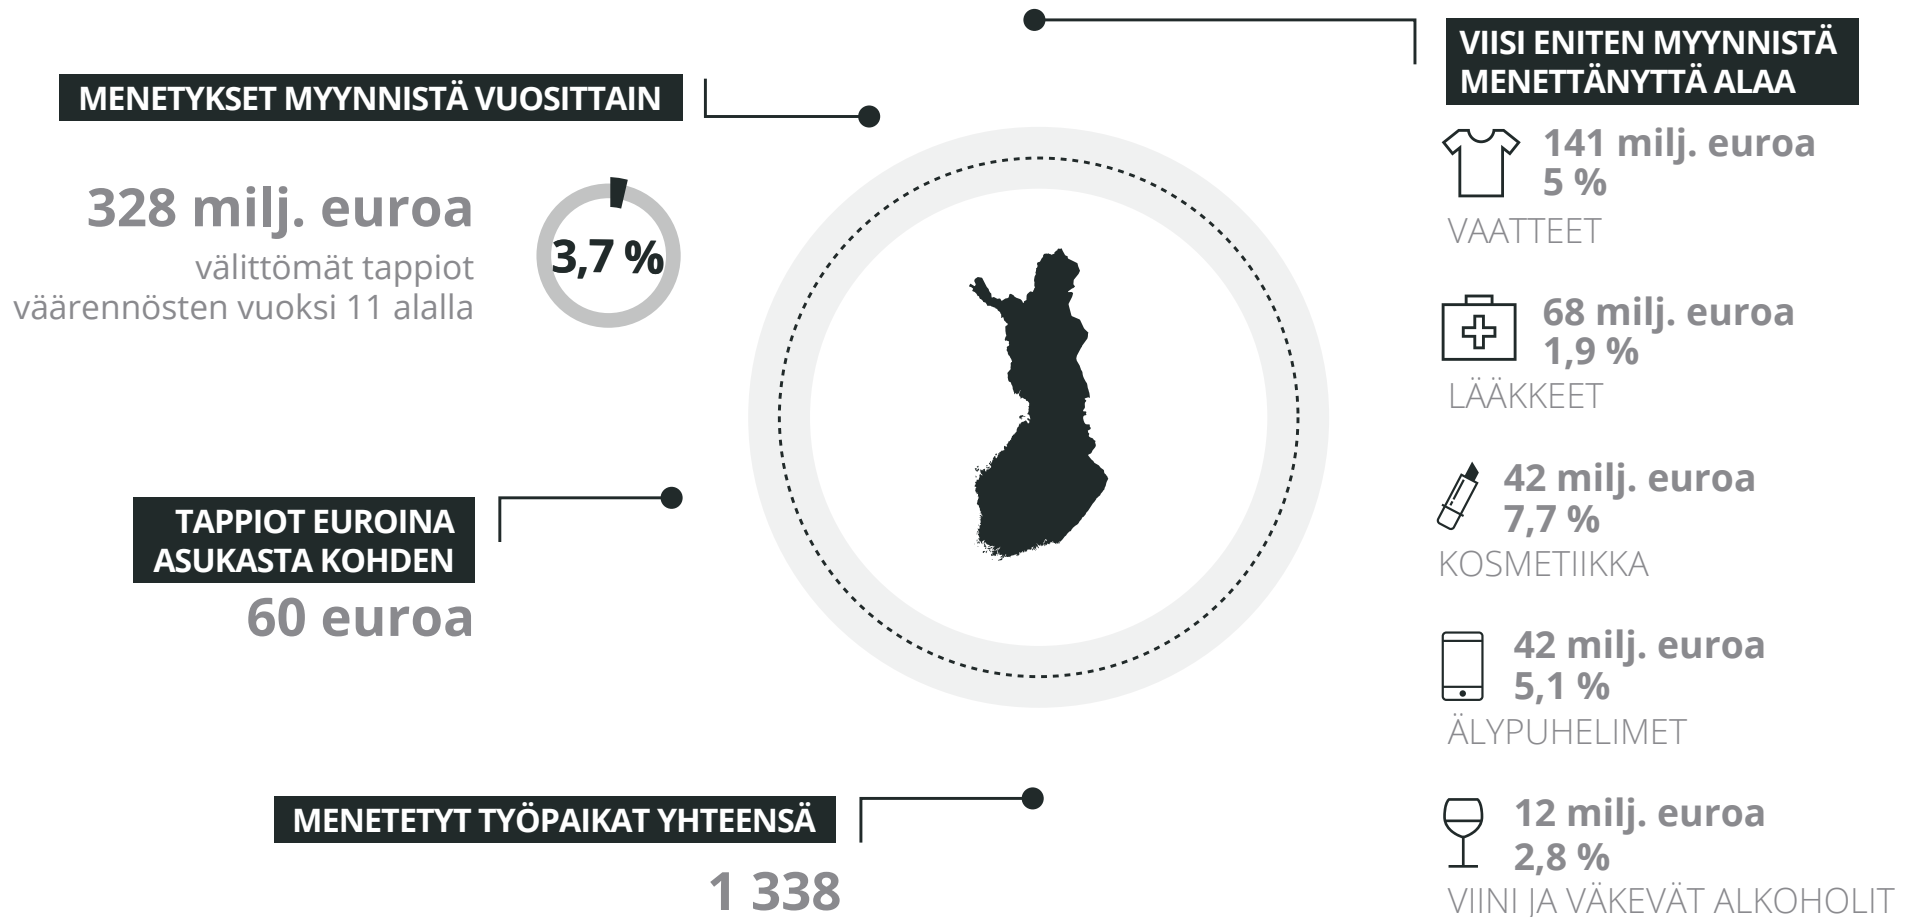 MENETYKSET MYYNNISTÄ VUOSITTAIN
328 milj. euroa
välittömät tappiot
väärennösten vuoksi 11 alalla
3,7 %
TAPPIOT EUROINA
ASUKASTA KOHDEN
60 euroa
MENETETYT TYÖPAIKAT YHTEENSÄ
1 338
VIISI ENITEN MYYNNISTÄ
MENETTÄNYTTÄ ALAA
141 milj. euroa
5 %
VAATTEET
68 milj. euroa
1,9 %
LÄÄKKEET
42 milj. euroa
7,7 %
KOSMETIIKKA
42 milj. euroa
5,1 %
ÄLYPUHELIMET
12 milj. euroa
2,8 %
VIINI JA VÄKEVÄT ALKOHOLIT